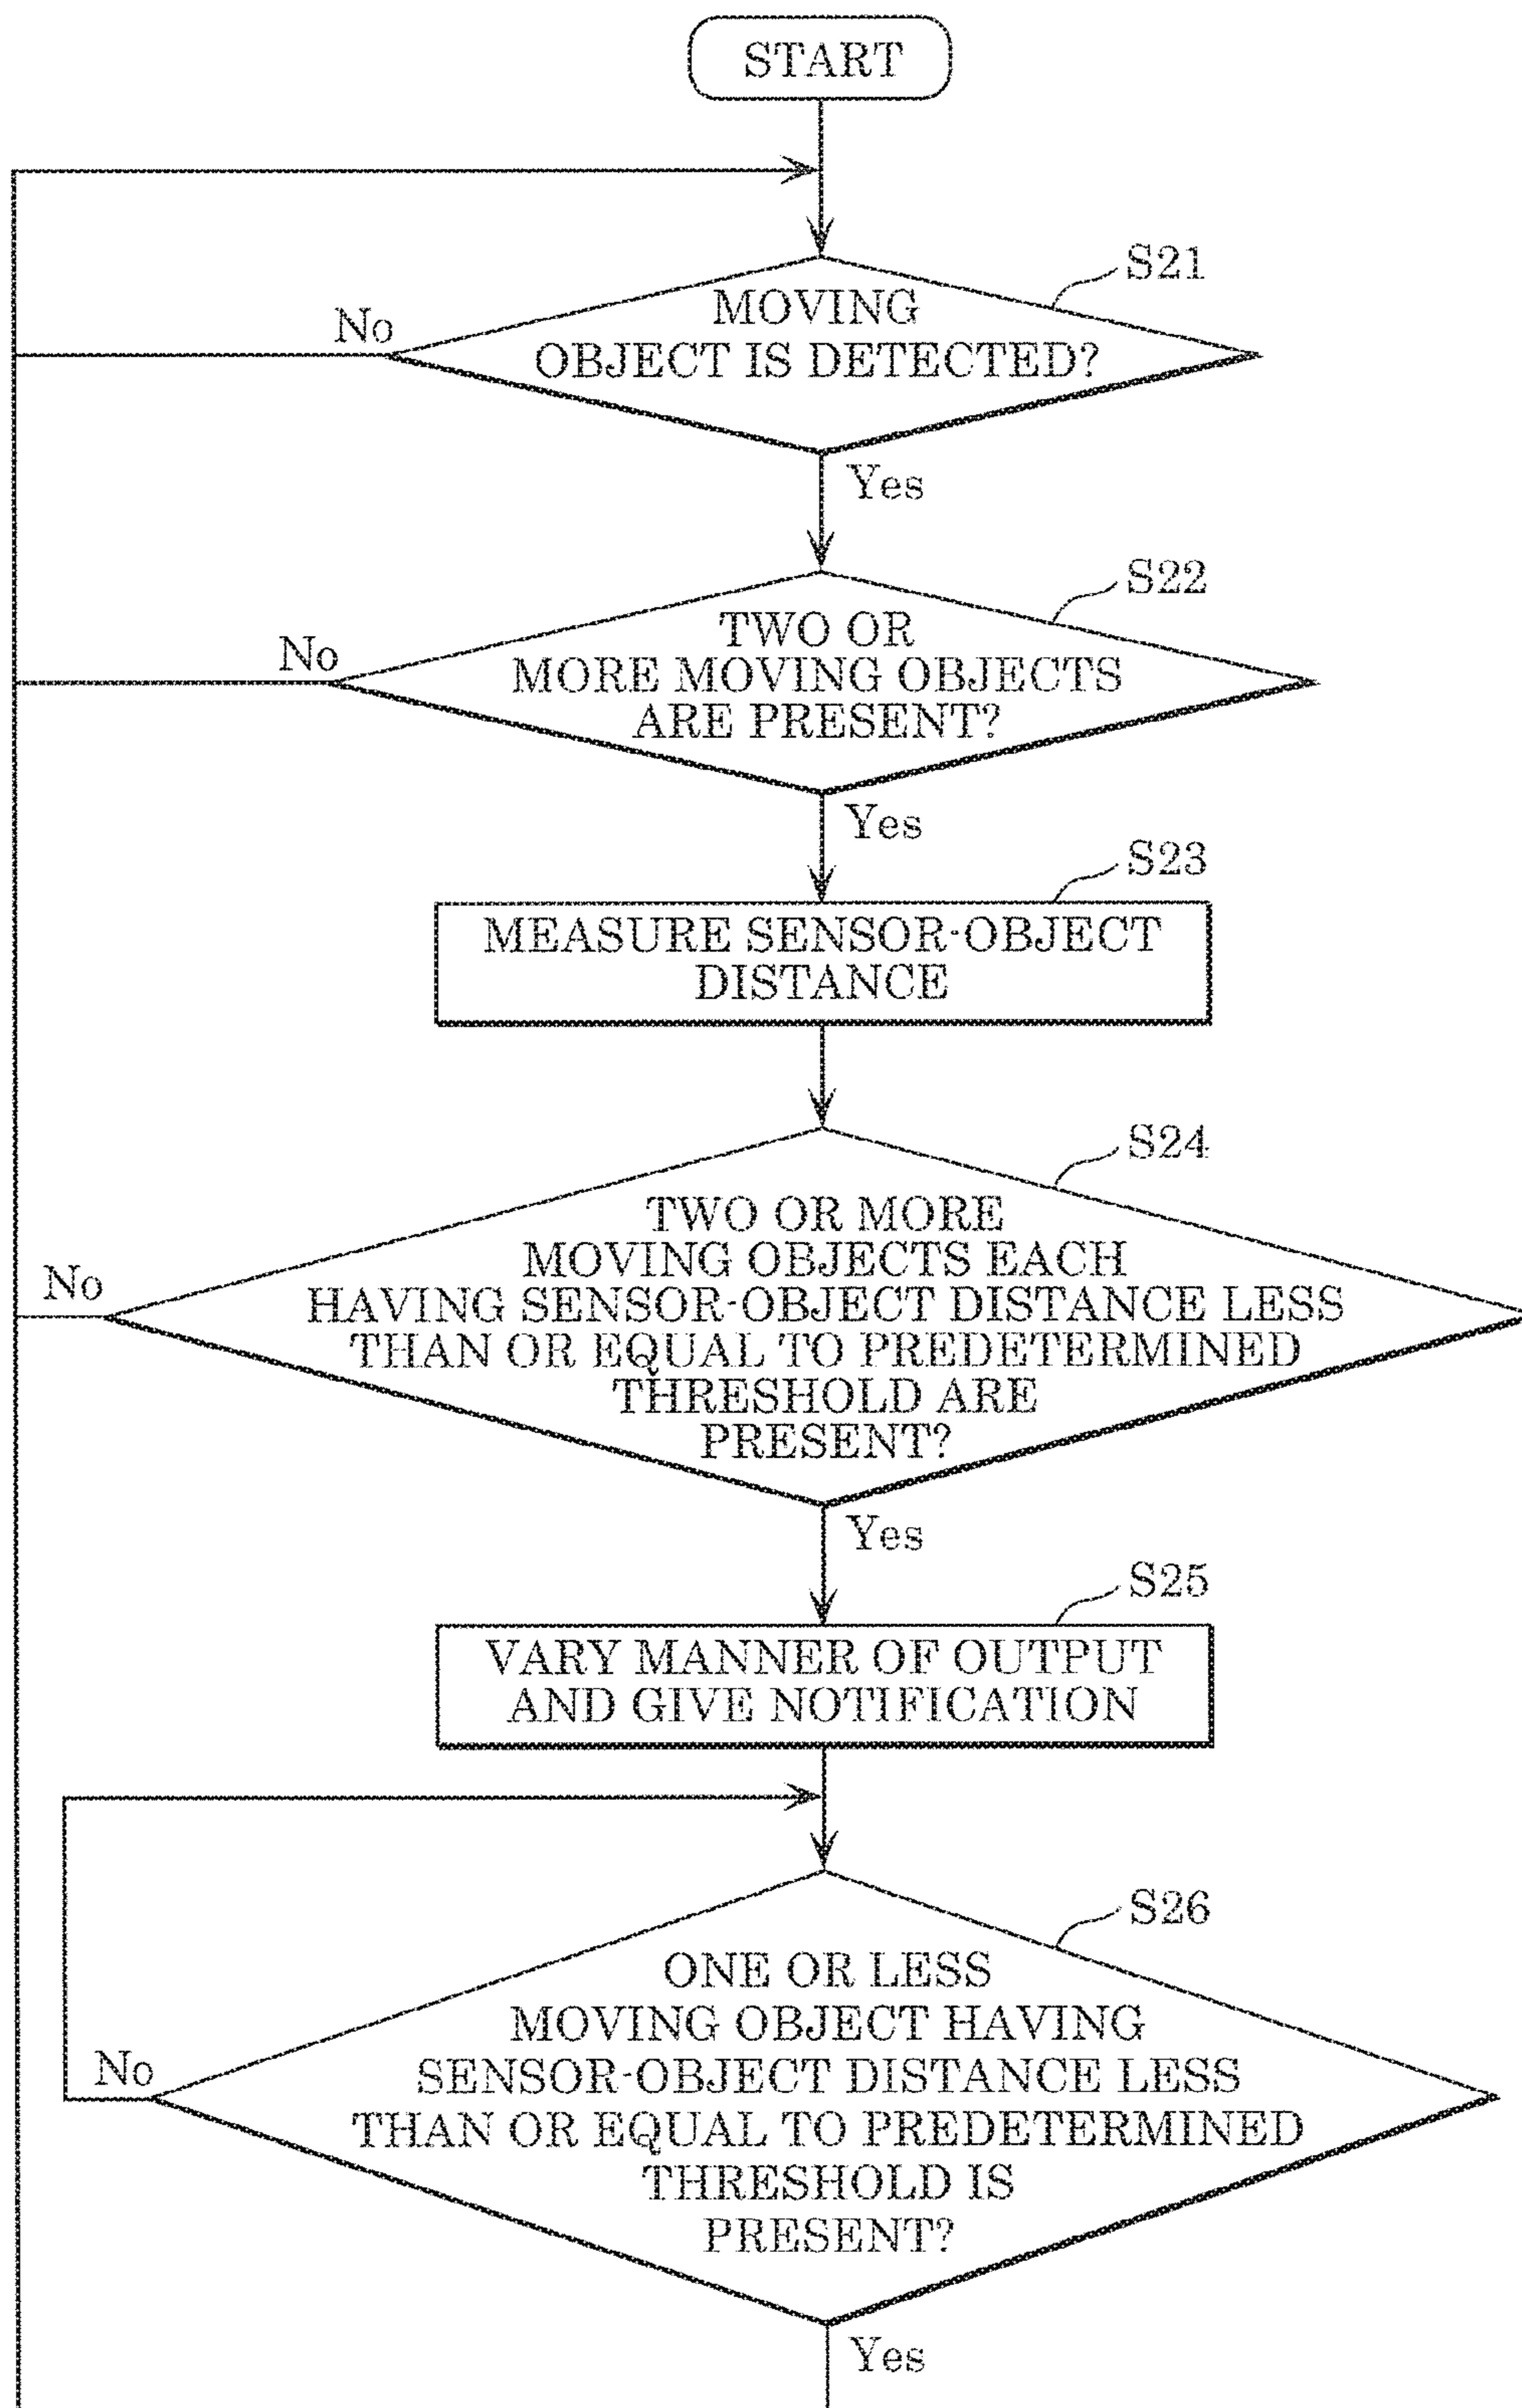 START
S21
MOVING
OBJECT IS DETECTED?
No
Yes
S22
TWO OR
MORE MOVING OBJECTS
ARE PRESENT?
No
Yes
S23
MEASURE SENSOR-OBJECT
DISTANCE
S24
TWO OR MORE
MOVING OBJECTS EACH
HAVING SENSOR-OBJECT DISTANCE LESS
THAN OR EQUAL TO PREDETERMINED
THRESHOLD ARE
PRESENT?
No
Yes
S25
VARY MANNER OF OUTPUT
AND GIVE NOTIFICATION
S26
ONE OR LESS
MOVING OBJECT HAVING
SENSOR-OBJECT DISTANCE LESS
THAN OR EQUAL TO PREDETERMINED
THRESHOLD IS
PRESENT?
No
Yes